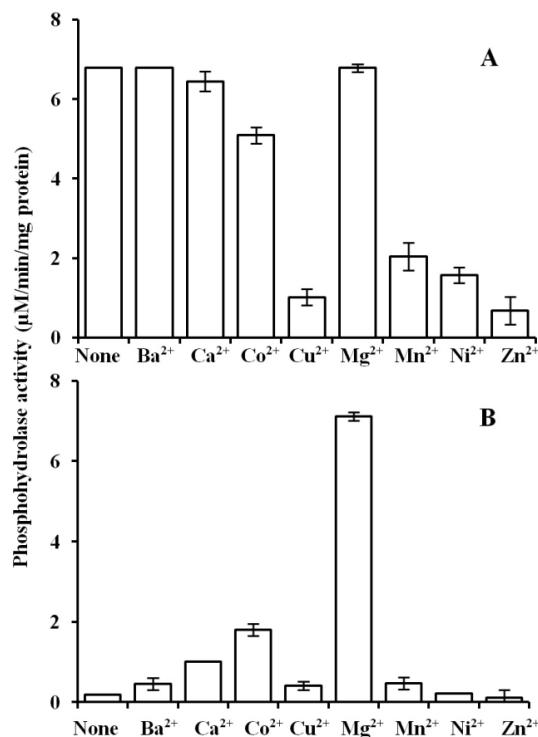 Phosphohydrolase activity (µM/min/mg protein)
8
A
6
4
2
0
None Ba²⁺ Ca²⁺ Co²⁺ Cu²⁺ Mg²⁺ Mn²⁺ Ni²⁺ Zn²⁺
8
B
6
4
2
0
None Ba²⁺ Ca²⁺ Co²⁺ Cu²⁺ Mg²⁺ Mn²⁺ Ni²⁺ Zn²⁺